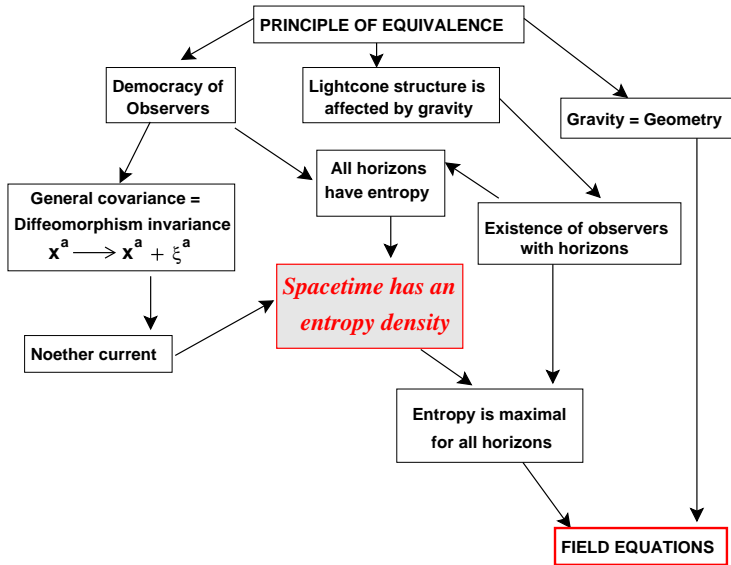 PRINCIPLE OF EQUIVALENCE
Democracy of
Observers
Lightcone structure is
affected by gravity
Gravity = Geometry
All horizons
have entropy
General covariance =
Diffeomorphism invariance
x^a ⟶ x^a + ξ^a
Existence of observers
with horizons
Spacetime has an
entropy density
Noether current
Entropy is maximal
for all horizons
FIELD EQUATIONS